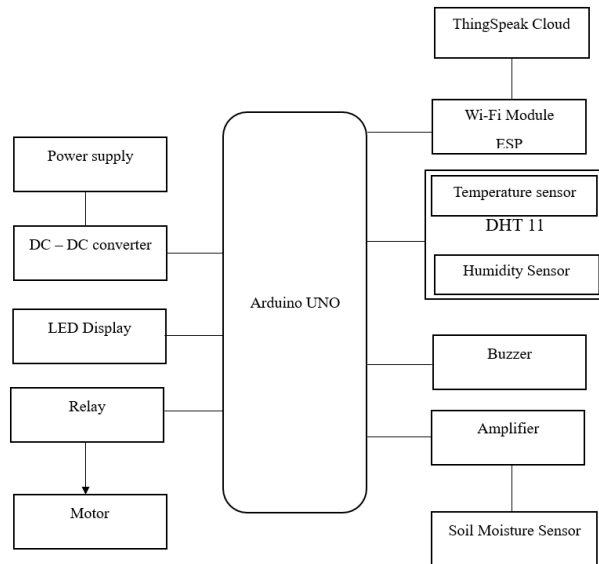 ThingSpeak Cloud
Wi-Fi Module
ESP
Power supply
Temperature sensor
DHT 11
DC – DC converter
Humidity Sensor
Arduino UNO
LED Display
Buzzer
Relay
Amplifier
Motor
Soil Moisture Sensor